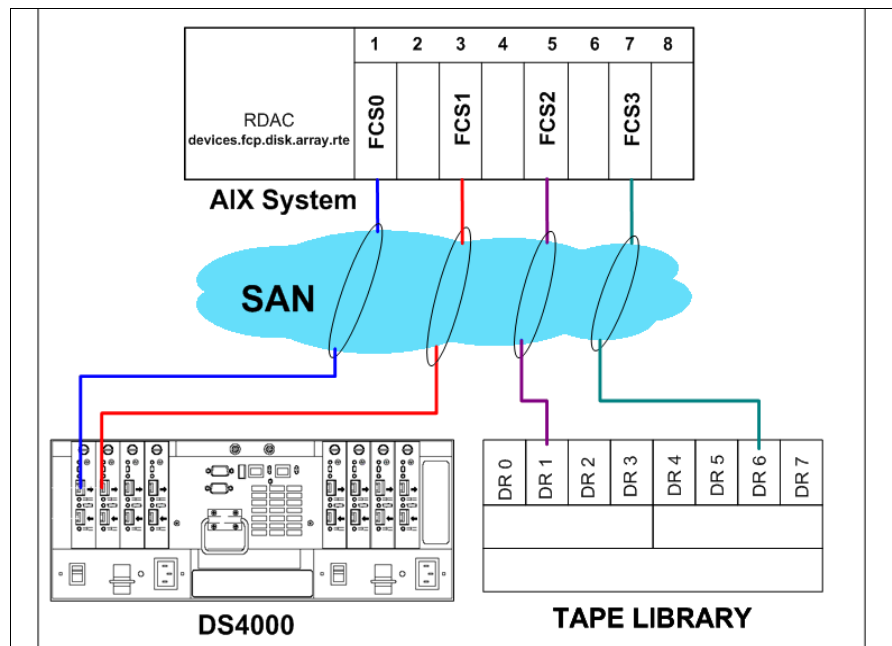 1 2 3 4 5 6 7 8
RDAC
devices.fcp.disk.array.rte
FCS0
FCS1
FCS2
FCS3
AIX System
SAN
DR 0
DR 1
DR 2
DR 3
DR 4
DR 5
DR 6
DR 7
DS4000
TAPE LIBRARY